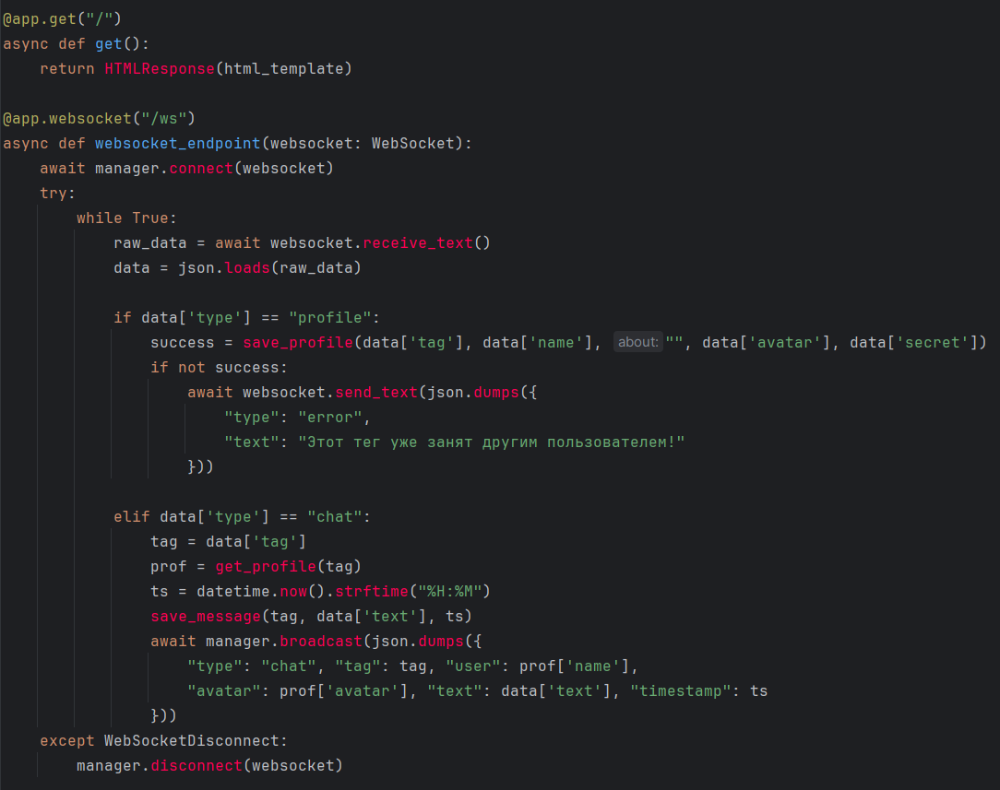 @app.get("/")
async def get():
    return HTMLResponse(html_template)

@app.websocket("/ws")
async def websocket_endpoint(websocket: WebSocket):
    await manager.connect(websocket)
    try:
        while True:
            raw_data = await websocket.receive_text()
            data = json.loads(raw_data)

            if data['type'] == "profile":
                success = save_profile(data['tag'], data['name'], about: "", data['avatar'], data['secret'])
                if not success:
                    await websocket.send_text(json.dumps({
                        "type": "error",
                        "text": "Этот тег уже занят другим пользователем!"
                    }))

            elif data['type'] == "chat":
                tag = data['tag']
                prof = get_profile(tag)
                ts = datetime.now().strftime("%H:%M")
                save_message(tag, data['text'], ts)
                await manager.broadcast(json.dumps({
                    "type": "chat", "tag": tag, "user": prof['name'],
                    "avatar": prof['avatar'], "text": data['text'], "timestamp": ts
                }))
    except WebSocketDisconnect:
        manager.disconnect(websocket)